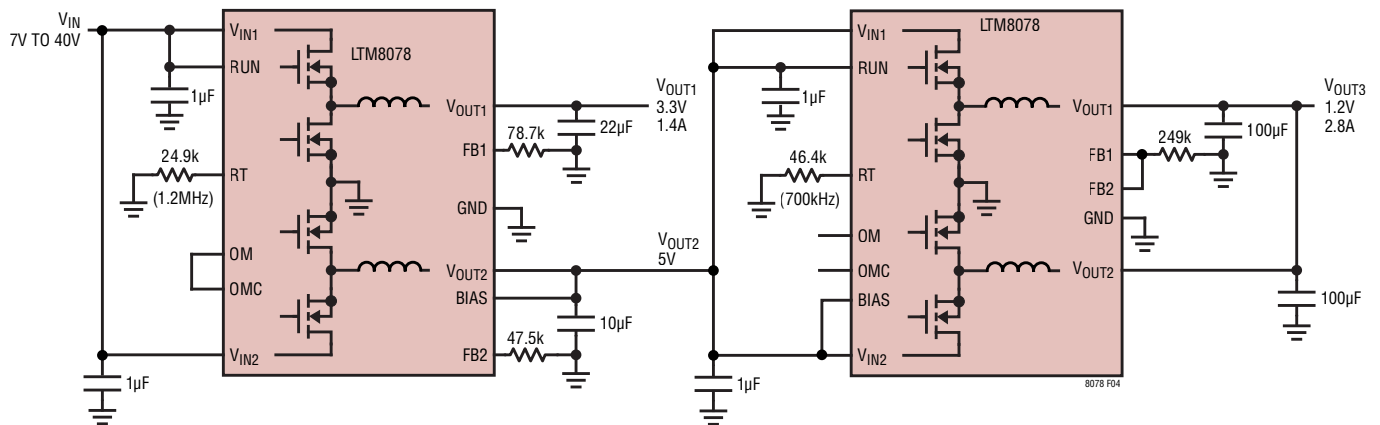 VIN
7V TO 40V
VIN1
RUN
LTM8078
1µF
24.9k
RT
(1.2MHz)
OM
OMC
VIN2
1µF
VOUT1
FB1
78.7k
22µF
VOUT1
3.3V
1.4A
GND
VOUT2
BIAS
10µF
FB2
47.5k
VOUT2
5V
VIN1
RUN
LTM8078
1µF
46.4k
RT
(700kHz)
OM
OMC
BIAS
VIN2
1µF
VOUT1
FB1
FB2
249k
100µF
VOUT3
1.2V
2.8A
GND
VOUT2
100µF
8078 F04